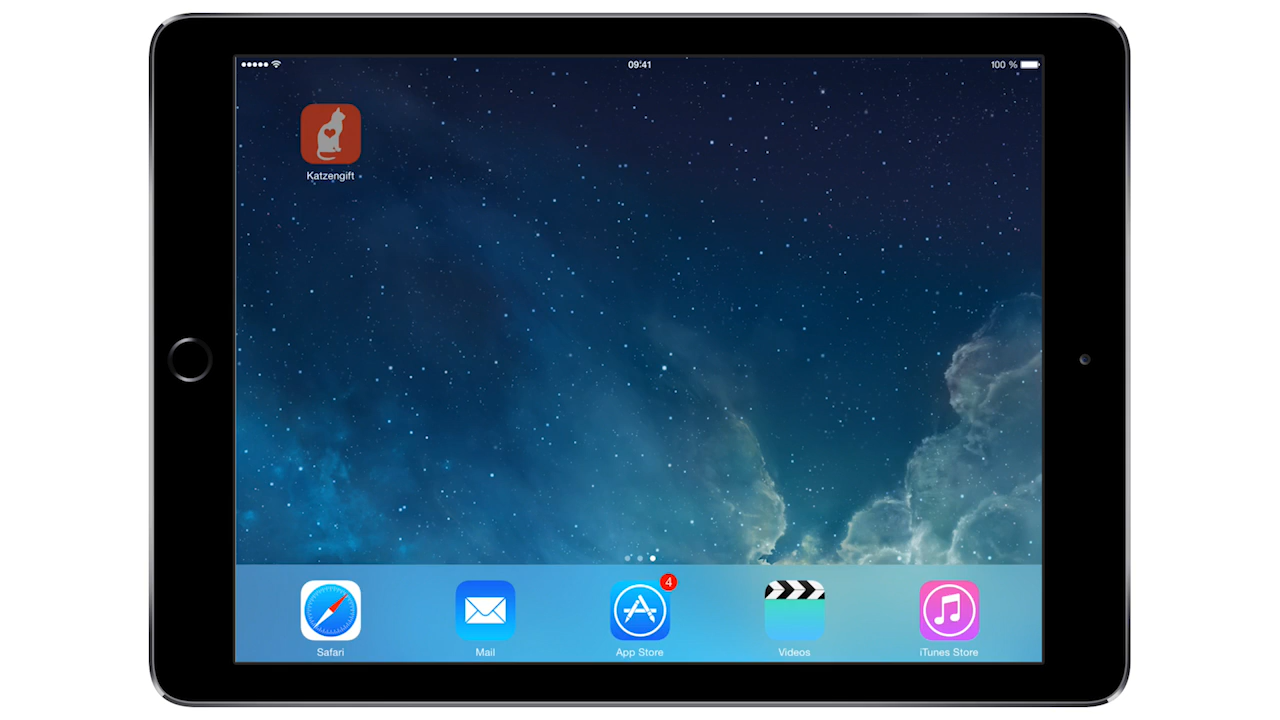 09:41
100 %
Katzengift
4
Safari
Mail
App Store
Videos
iTunes Store